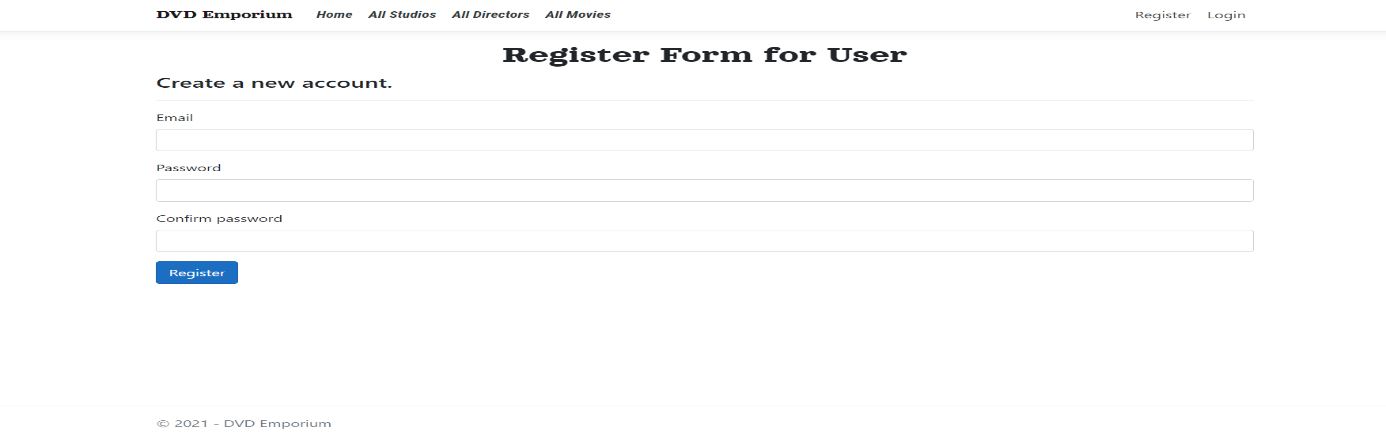 DVD Emporium Home All Studios All Directors All Movies Register Login
Register Form for User
Create a new account.
Email
Password
Confirm password
Register
© 2021 - DVD Emporium